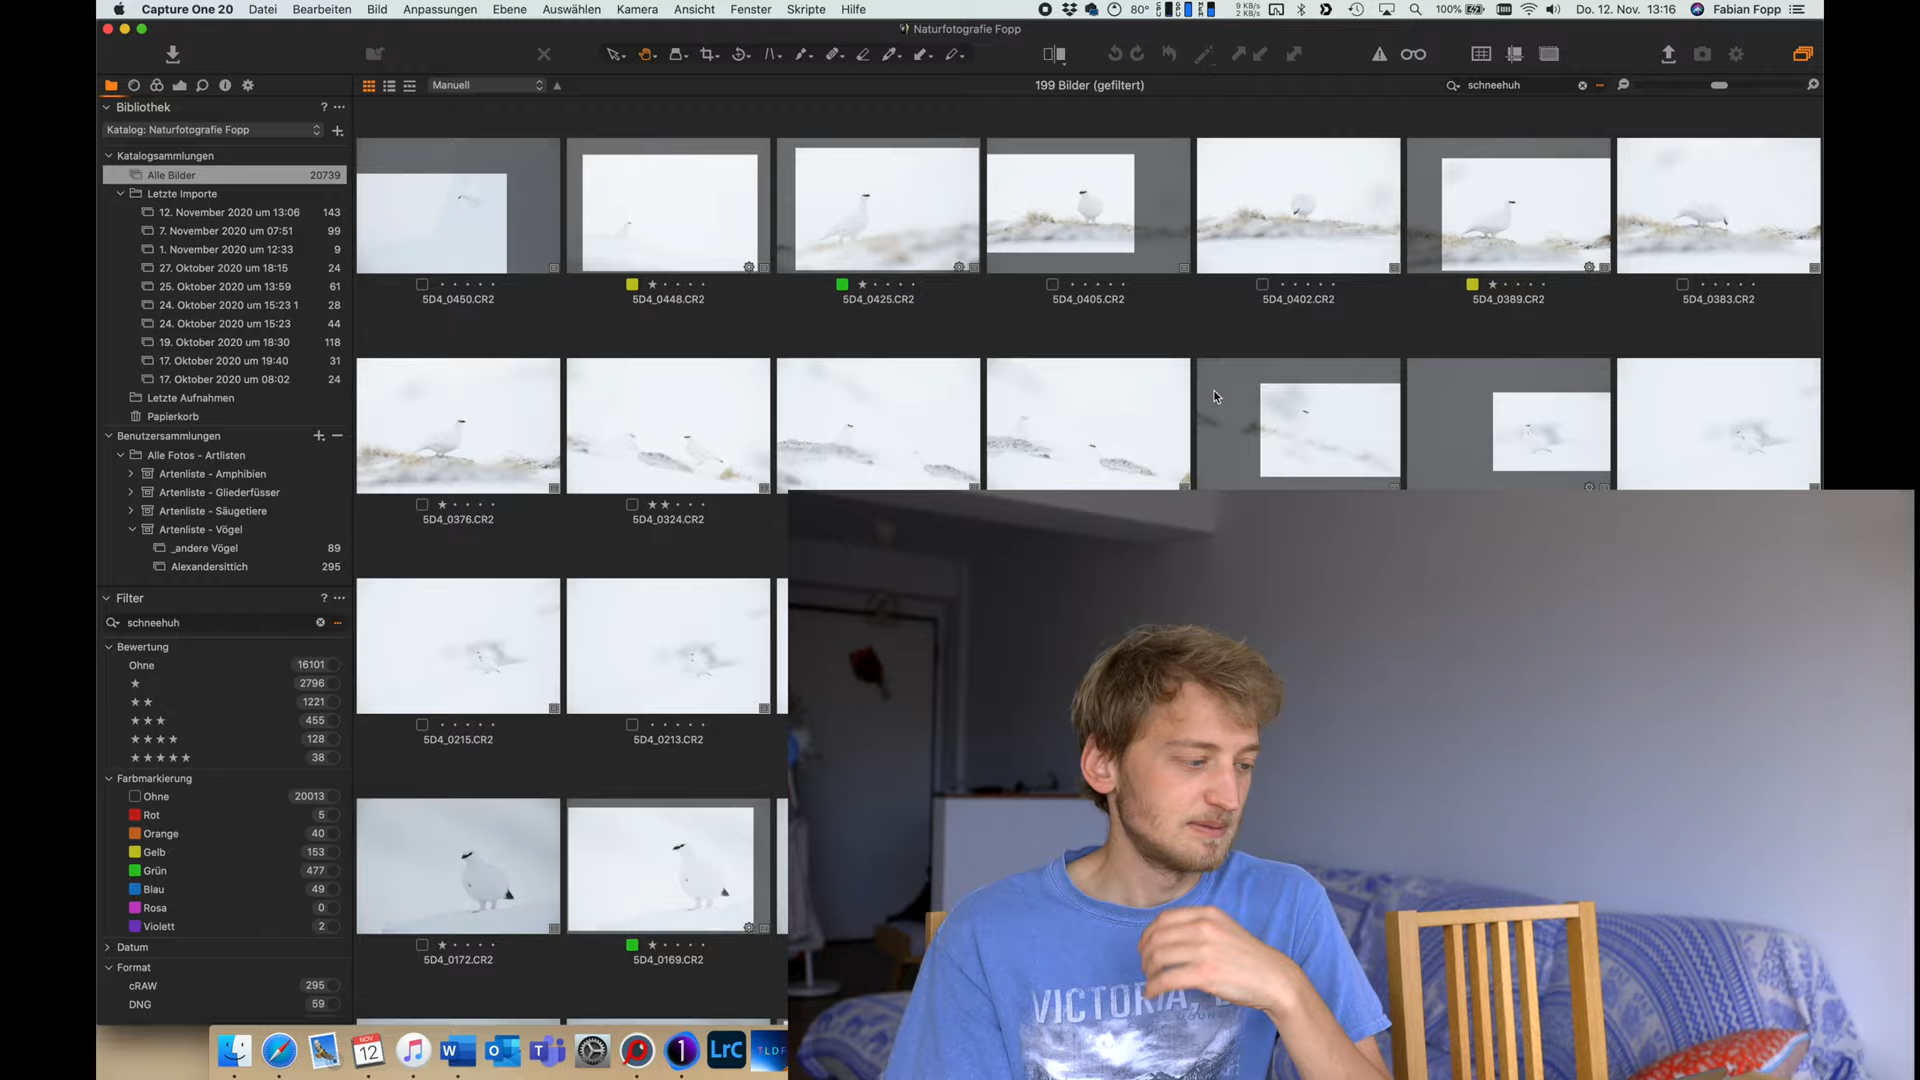 Capture One 20 Datei Bearbeiten Bild Anpassungen Ebene Auswählen Kamera Ansicht Fenster Skripte Hilfe 80° 9 KB/s 2 KB/s 100% Do. 12. Nov. 13:16 Fabian Fopp
Naturfotografie Fopp
Manuell 199 Bilder (gefiltert) schneehuh
Bibliothek ?
Katalog: Naturfotografie Fopp
Katalogsammlungen
Alle Bilder 20739
Letzte Importe
12. November 2020 um 13:06 143
7. November 2020 um 07:51 99
1. November 2020 um 12:33 9
27. Oktober 2020 um 18:15 24
25. Oktober 2020 um 13:59 61
24. Oktober 2020 um 15:23 1 28
24. Oktober 2020 um 15:23 44
19. Oktober 2020 um 18:30 118
17. Oktober 2020 um 19:40 31
17. Oktober 2020 um 08:02 24
Letzte Aufnahmen
Papierkorb
Benutzersammlungen
Alle Fotos - Artlisten
Artenliste - Amphibien
Artenliste - Gliederfüsser
Artenliste - Säugetiere
Artenliste - Vögel
_andere Vögel 89
Alexandersittich 295
Filter ?
schneehuh
Bewertung
Ohne 16101
★ 2796
★★ 1221
★★★ 455
★★★★ 128
★★★★★ 38
Farbmarkierung
Ohne 20013
Rot 5
Orange 40
Gelb 153
Grün 477
Blau 49
Rosa 0
Violett 2
Datum
Format
cRAW 295
DNG 59
5D4_0450.CR2 5D4_0448.CR2 5D4_0425.CR2 5D4_0405.CR2 5D4_0402.CR2 5D4_0389.CR2 5D4_0383.CR2
5D4_0376.CR2 5D4_0324.CR2
5D4_0215.CR2 5D4_0213.CR2
5D4_0172.CR2 5D4_0169.CR2
VICTORIA,
NOV 12 W T LrC TLDF